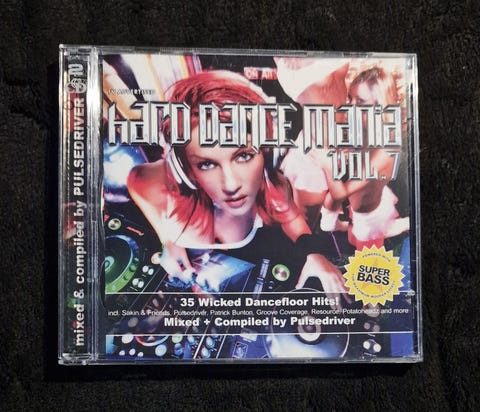 ON AIR
TV ADVERTISED
HARD DANCE MANIA
VOL.7
SUPER
BASS
35 Wicked Dancefloor Hits!
incl. Sakin & Friends, Pulsedriver, Patrick Bunton, Groove Coverage, Resource, Potatoheadz and more
Mixed + Compiled by Pulsedriver
mixed & compiled by PULSEDRIVER